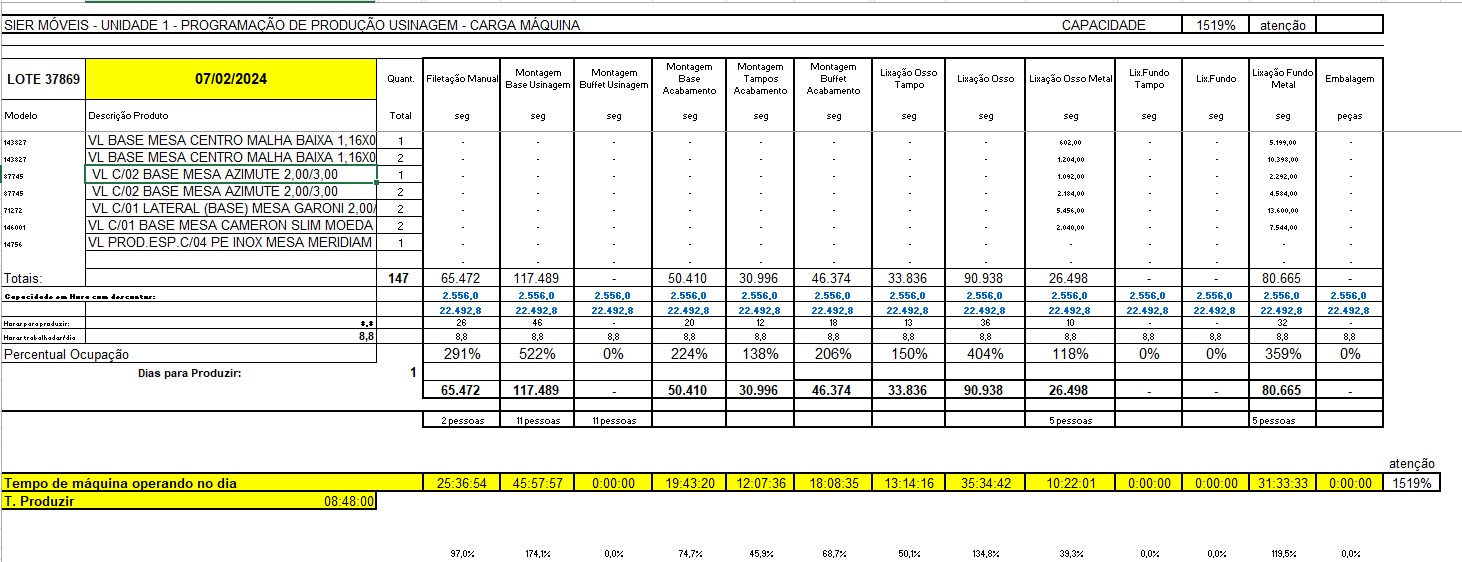 SIER MÓVEIS - UNIDADE 1 - PROGRAMAÇÃO DE PRODUÇÃO USINAGEM - CARGA MÁQUINA CAPACIDADE 1519% atenção
LOTE 37869 07/02/2024 Quant. Filetação Manual Montagem Base Usinagem Montagem Buffet Usinagem Montagem Base Acabamento Montagem Tampos Acabamento Montagem Buffet Acabamento Lixação Osso Tampo Lixação Osso Lixação Osso Metal Lix.Fundo Tampo Lix.Fundo Lixação Fundo Metal Embalagem
Modelo Descrição Produto Total seg seg seg seg seg seg seg seg seg seg seg seg peças
143827 VL BASE MESA CENTRO MALHA BAIXA 1,16X0 1 - - - - - - - - 602,00 - - 5.199,00 -
143827 VL BASE MESA CENTRO MALHA BAIXA 1,16X0 2 - - - - - - - - 1.204,00 - - 10.398,00 -
87745 VL C/02 BASE MESA AZIMUTE 2,00/3,00 1 - - - - - - - - 1.092,00 - - 2.292,00 -
87745 VL C/02 BASE MESA AZIMUTE 2,00/3,00 2 - - - - - - - - 2.184,00 - - 4.584,00 -
71272 VL C/01 LATERAL (BASE) MESA GARONI 2,00/ 2 - - - - - - - - 5.456,00 - - 13.600,00 -
146001 VL C/01 BASE MESA CAMERON SLIM MOEDA 2 - - - - - - - - 2.040,00 - - 7.544,00 -
14756 VL PROD.ESP.C/04 PE INOX MESA MERIDIAM 1 - - - - - - - - - - - - -
- - - - - - - - - - - - -
Totais: 147 65.472 117.489 - 50.410 30.996 46.374 33.836 90.938 26.498 - - 80.665 -
Capacidade em Hora com descontar: 2.556,0 2.556,0 2.556,0 2.556,0 2.556,0 2.556,0 2.556,0 2.556,0 2.556,0 2.556,0 2.556,0 2.556,0 2.556,0
22.492,8 22.492,8 22.492,8 22.492,8 22.492,8 22.492,8 22.492,8 22.492,8 22.492,8 22.492,8 22.492,8 22.492,8 22.492,8
Horas para produzir: 26 46 - 20 12 18 13 36 10 - - 32 -
Horas trabalhadas/dia 8,8 8,8 8,8 8,8 8,8 8,8 8,8 8,8 8,8 8,8 8,8 8,8 8,8 8,8
Percentual Ocupação 291% 522% 0% 224% 138% 206% 150% 404% 118% 0% 0% 359% 0%
Dias para Produzir: 1
65.472 117.489 - 50.410 30.996 46.374 33.836 90.938 26.498 - - 80.665 -
2 pessoas 11 pessoas 11 pessoas 5 pessoas 5 pessoas
atenção
Tempo de máquina operando no dia 25:36:54 45:57:57 0:00:00 19:43:20 12:07:36 18:08:35 13:14:16 35:34:42 10:22:01 0:00:00 0:00:00 31:33:33 0:00:00 1519%
T. Produzir 08:48:00
97,0% 174,1% 0,0% 74,7% 45,9% 68,7% 50,1% 134,8% 39,3% 0,0% 0,0% 119,5% 0,0%